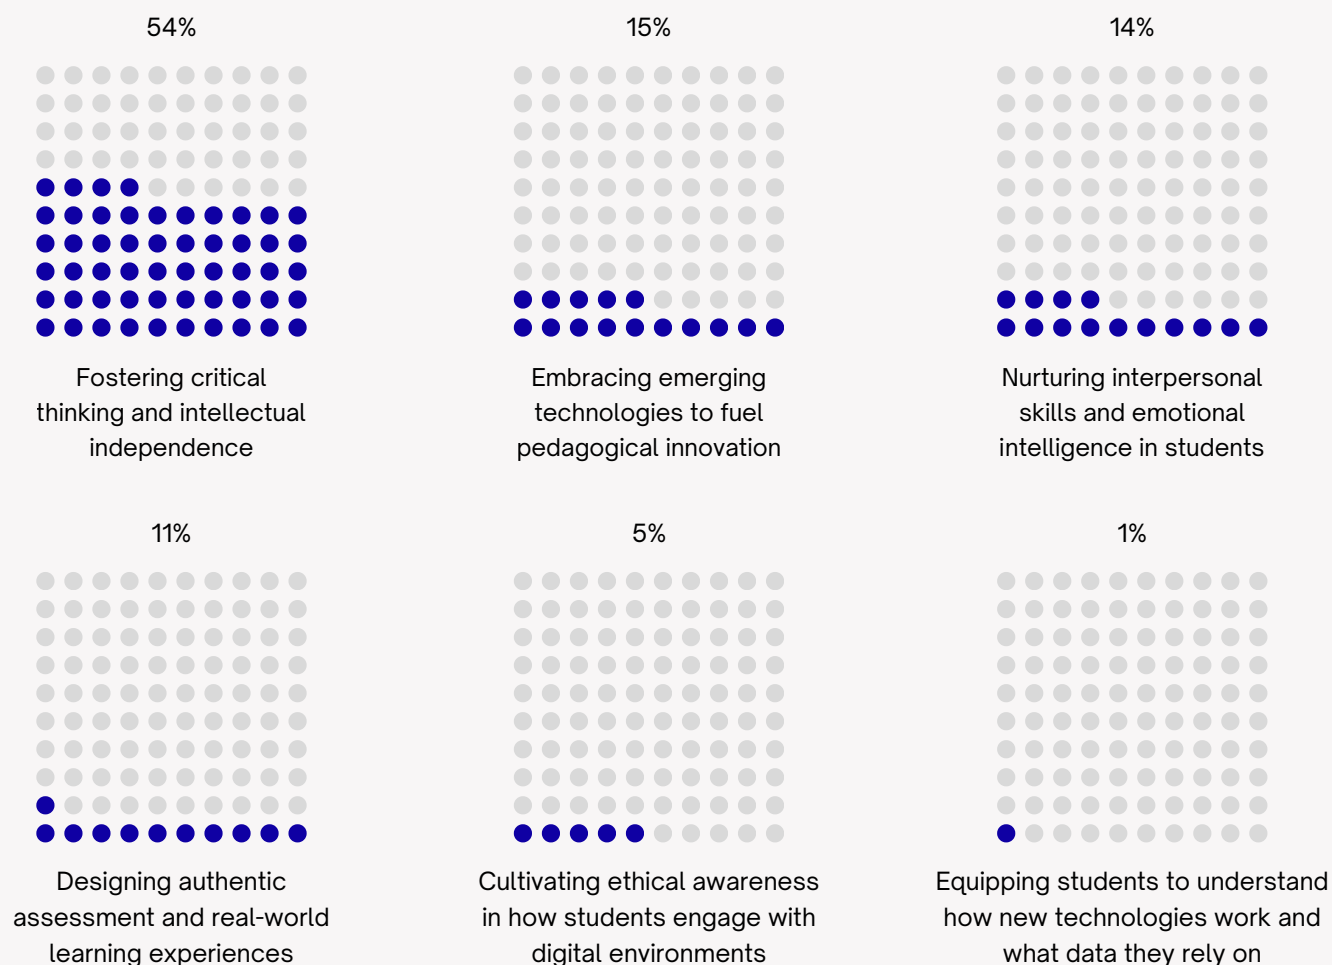 54%
15%
14%
Fostering critical
thinking and intellectual
independence
Embracing emerging
technologies to fuel
pedagogical innovation
Nurturing interpersonal
skills and emotional
intelligence in students
11%
5%
1%
Designing authentic
assessment and real-world
learning experiences
Cultivating ethical awareness
in how students engage with
digital environments
Equipping students to understand
how new technologies work and
what data they rely on